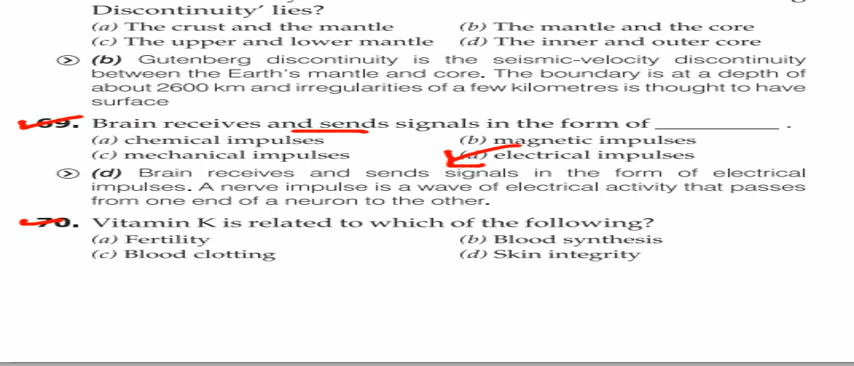 Discontinuity' lies?
(a) The crust and the mantle (b) The mantle and the core
(c) The upper and lower mantle (d) The inner and outer core
(b) Gutenberg discontinuity is the seismic-velocity discontinuity
between the Earth's mantle and core. The boundary is at a depth of
about 2600 km and irregularities of a few kilometres is thought to have
surface
69. Brain receives and sends signals in the form of __________ .
(a) chemical impulses (b) magnetic impulses
(c) mechanical impulses (d) electrical impulses
(d) Brain receives and sends signals in the form of electrical
impulses. A nerve impulse is a wave of electrical activity that passes
from one end of a neuron to the other.
70. Vitamin K is related to which of the following?
(a) Fertility (b) Blood synthesis
(c) Blood clotting (d) Skin integrity